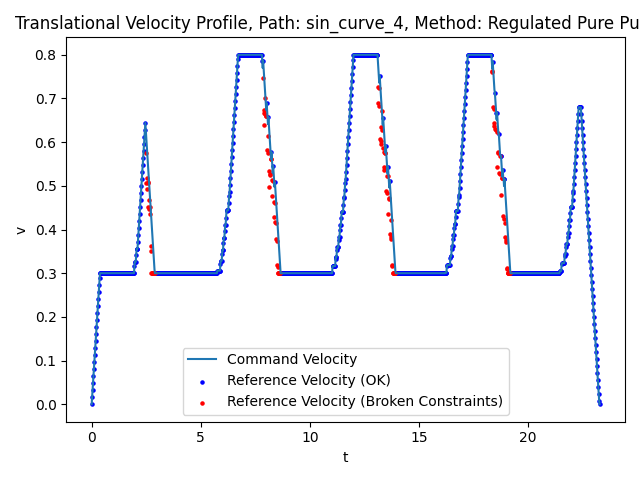 Translational Velocity Profile, Path: sin_curve_4, Method: Regulated Pure Pu
v
0.8
0.7
0.6
0.5
0.4
0.3
0.2
0.1
0.0
Command Velocity
Reference Velocity (OK)
Reference Velocity (Broken Constraints)
0 5 10 15 20
t